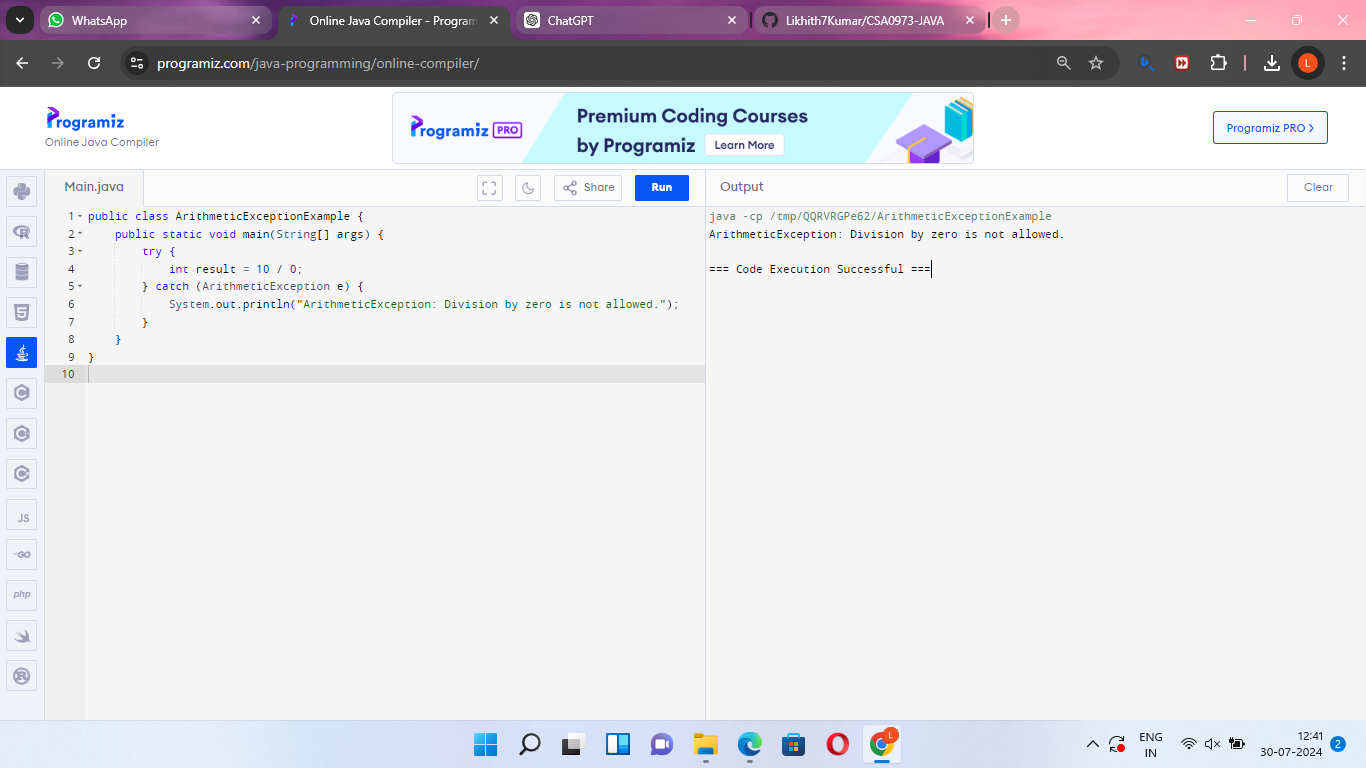 WhatsApp
Online Java Compiler - Program
ChatGPT
Likhith7Kumar/CSA0973-JAVA
programiz.com/java-programming/online-compiler/
L
Programiz
Online Java Compiler
Programiz PRO
Premium Coding Courses
by Programiz
Learn More
Programiz PRO
Main.java
Share
Run
Output
Clear
1 public class ArithmeticExceptionExample {
2 public static void main(String[] args) {
3 try {
4 int result = 10 / 0;
5 } catch (ArithmeticException e) {
6 System.out.println("ArithmeticException: Division by zero is not allowed.");
7 }
8 }
9 }
10
java -cp /tmp/QQRVRGPe62/ArithmeticExceptionExample
ArithmeticException: Division by zero is not allowed.
=== Code Execution Successful ===
R
5
C
C
C
JS
GO
php
L
ENG
IN
12:41
30-07-2024
2